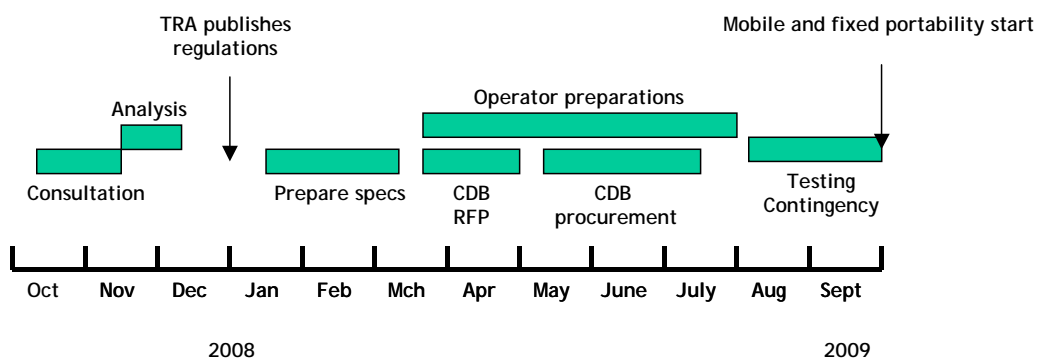 TRA publishes
regulations
Mobile and fixed portability start
Analysis
Operator preparations
Consultation
Prepare specs
CDB
RFP
CDB
procurement
Testing
Contingency
Oct Nov Dec Jan Feb Mch Apr May June July Aug Sept
2008 2009